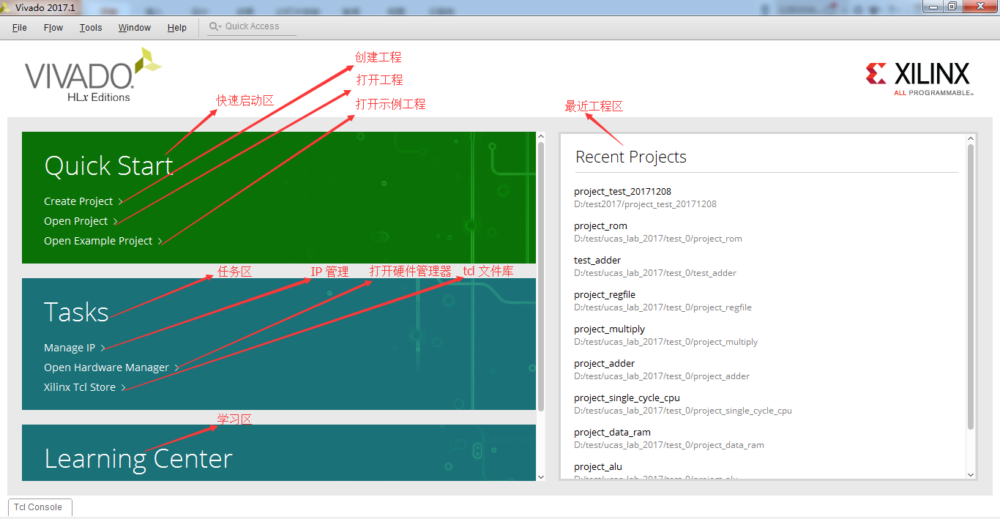 Vivado 2017.1
File Flow Tools Window Help Quick Access
VIVADO.
HLx Editions
XILINX
ALL PROGRAMMABLE™
创建工程
打开工程
打开示例工程
快速启动区
Quick Start
Create Project
Open Project
Open Example Project
任务区 IP 管理 打开硬件管理器 tcl 文件库
Tasks
Manage IP
Open Hardware Manager
Xilinx Tcl Store
学习区
Learning Center
最近工程区
Recent Projects
project_test_20171208
D:/test2017/project_test_20171208
project_rom
D:/test/ucas_lab_2017/test_0/project_rom
test_adder
D:/test/ucas_lab_2017/test_0/test_adder
project_regfile
D:/test/ucas_lab_2017/test_0/project_regfile
project_multiply
D:/test/ucas_lab_2017/test_0/project_multiply
project_adder
D:/test/ucas_lab_2017/test_0/project_adder
project_single_cycle_cpu
D:/test/ucas_lab_2017/test_0/project_single_cycle_cpu
project_data_ram
D:/test/ucas_lab_2017/test_0/project_data_ram
project_alu
D:/test/ucas_lab_2017/test_0/project_alu
Tcl Console